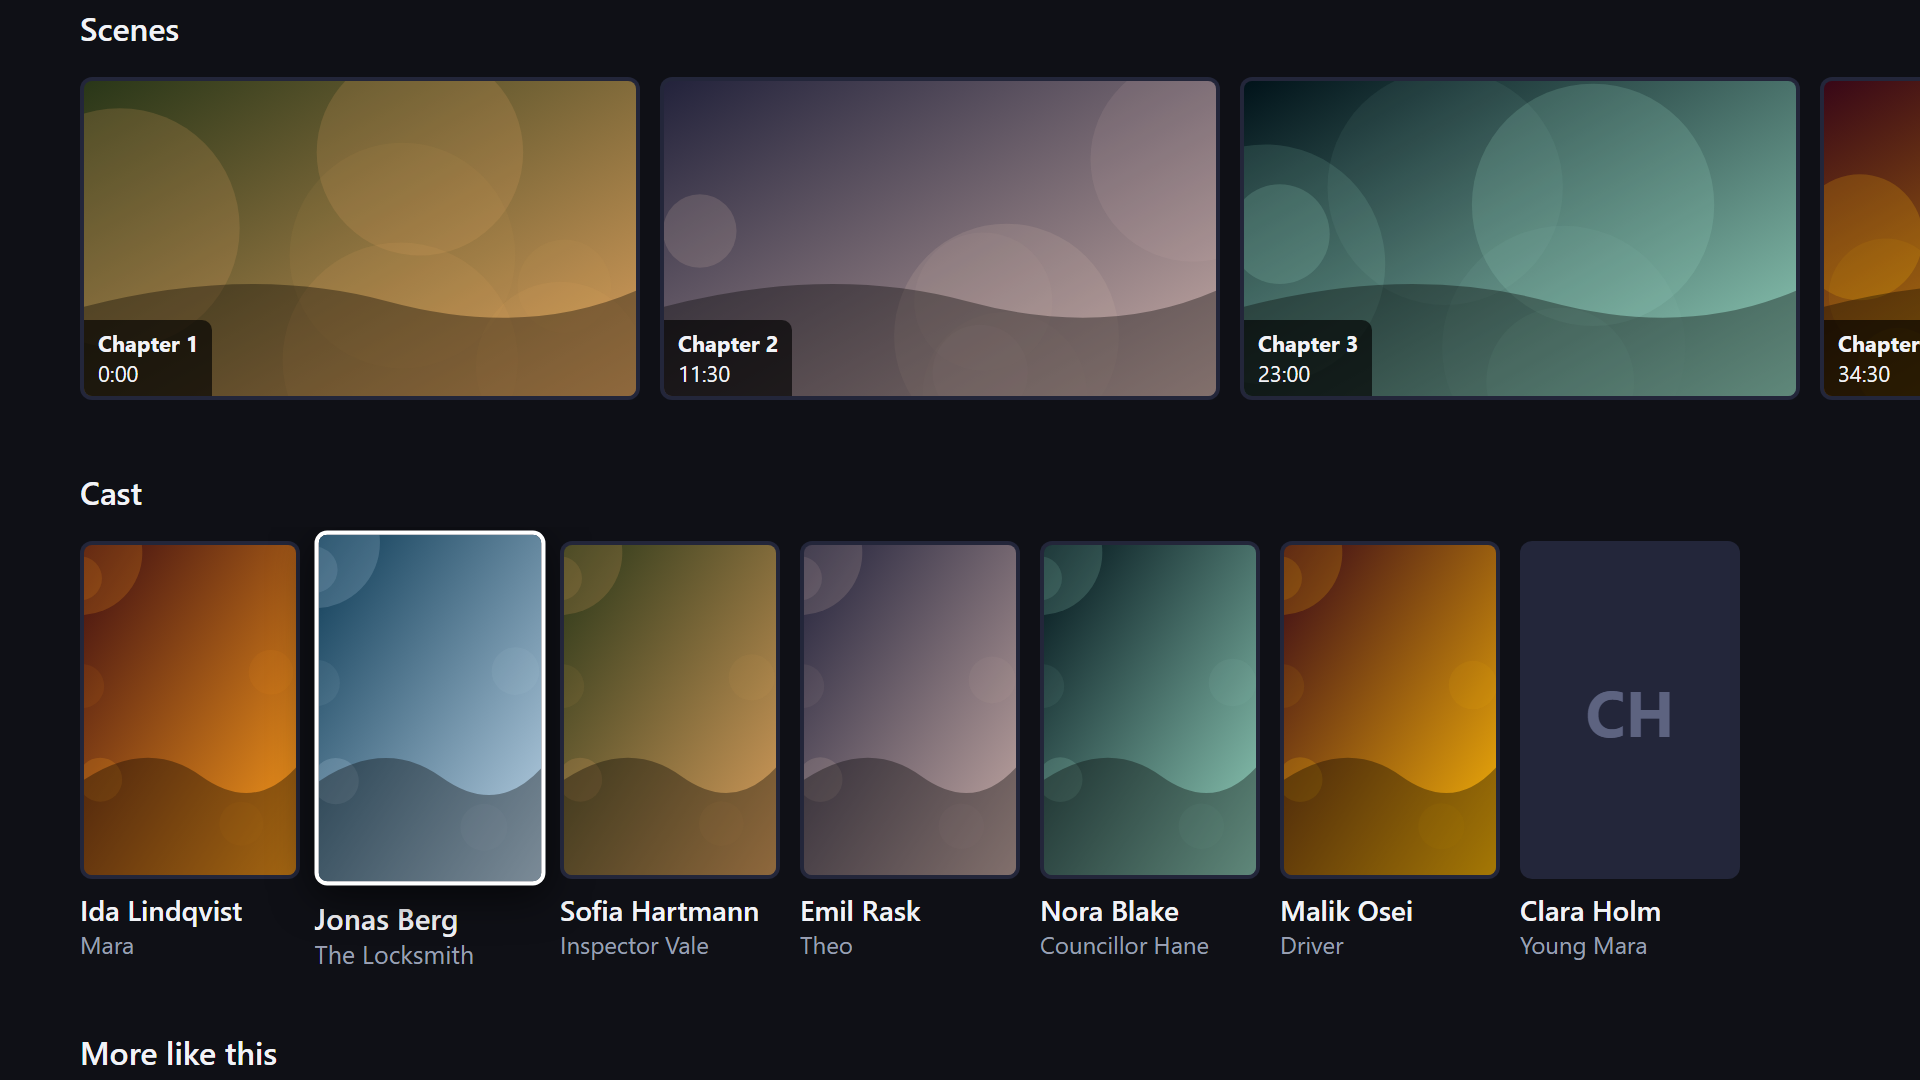 Scenes
Chapter 1
0:00
Chapter 2
11:30
Chapter 3
23:00
Chapter
34:30
Cast
CH
Ida Lindqvist
Mara
Jonas Berg
The Locksmith
Sofia Hartmann
Inspector Vale
Emil Rask
Theo
Nora Blake
Councillor Hane
Malik Osei
Driver
Clara Holm
Young Mara
More like this